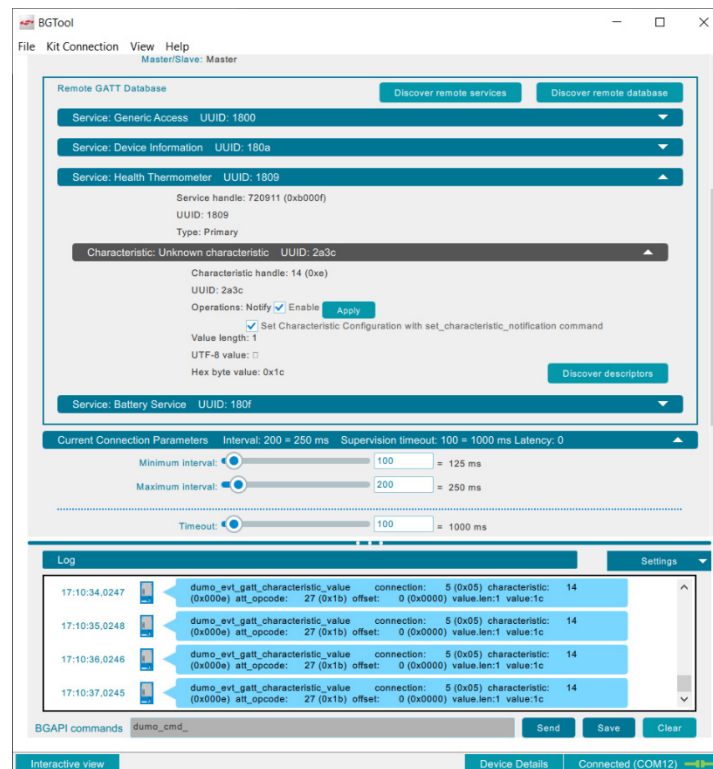 BGTool
File Kit Connection View Help
Master/Slave: Master
Remote GATT Database
Discover remote services
Discover remote database
Service: Generic Access UUID: 1800
Service: Device Information UUID: 180a
Service: Health Thermometer UUID: 1809
Service handle: 720911 (0xb000f)
UUID: 1809
Type: Primary
Characteristic: Unknown characteristic UUID: 2a3c
Characteristic handle: 14 (0xe)
UUID: 2a3c
Operations: Notify Enable Apply
Set Characteristic Configuration with set_characteristic_notification command
Value length: 1
UTF-8 value: □
Hex byte value: 0x1c
Discover descriptors
Service: Battery Service UUID: 180f
Current Connection Parameters Interval: 200 = 250 ms Supervision timeout: 100 = 1000 ms Latency: 0
Minimum interval: 100 = 125 ms
Maximum interval: 200 = 250 ms
Timeout: 100 = 1000 ms
Log
Settings
17:10:34,0247 dumo_evt_gatt_characteristic_value connection: 5 (0x05) characteristic: 14
(0x000e) att_opcode: 27 (0x1b) offset: 0 (0x0000) value.len:1 value:1c
17:10:35,0248 dumo_evt_gatt_characteristic_value connection: 5 (0x05) characteristic: 14
(0x000e) att_opcode: 27 (0x1b) offset: 0 (0x0000) value.len:1 value:1c
17:10:36,0246 dumo_evt_gatt_characteristic_value connection: 5 (0x05) characteristic: 14
(0x000e) att_opcode: 27 (0x1b) offset: 0 (0x0000) value.len:1 value:1c
17:10:37,0245 dumo_evt_gatt_characteristic_value connection: 5 (0x05) characteristic: 14
(0x000e) att_opcode: 27 (0x1b) offset: 0 (0x0000) value.len:1 value:1c
BGAPI commands dumo_cmd_ Send Save Clear
Interactive view Device Details Connected (COM12)